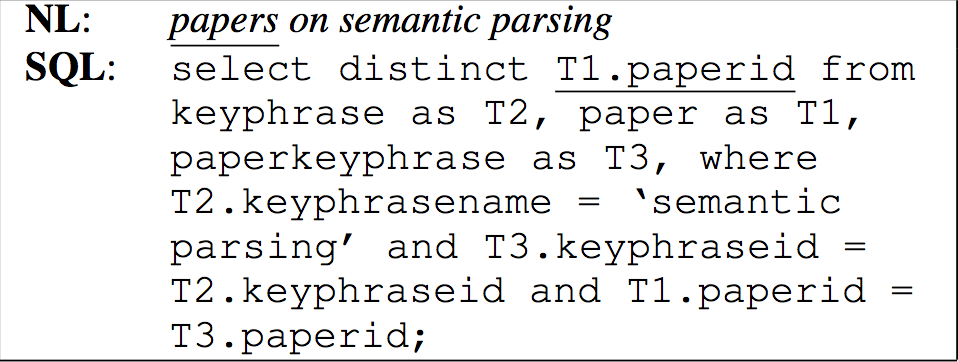 NL: papers on semantic parsing
SQL: select distinct T1.paperid from
keyphrase as T2, paper as T1,
paperkeyphrase as T3, where
T2.keyphrasename = ‘semantic
parsing’ and T3.keyphraseid =
T2.keyphraseid and T1.paperid =
T3.paperid;